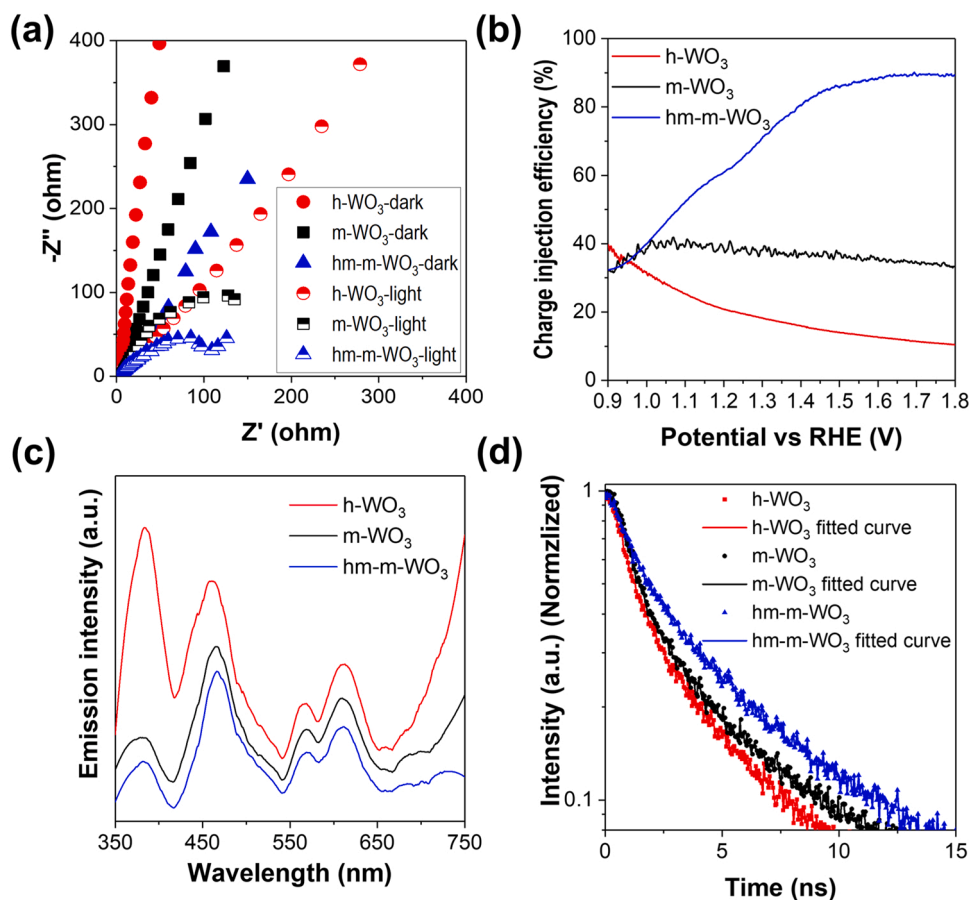 (a)
400
300
200
100
0
-Z'' (ohm)
h-WO₃-dark
m-WO₃-dark
hm-m-WO₃-dark
h-WO₃-light
m-WO₃-light
hm-m-WO₃-light
0 100 200 300 400
Z' (ohm)
(b)
100
80
60
40
20
0
Charge injection efficiency (%)
h-WO₃
m-WO₃
hm-m-WO₃
0.9 1.0 1.1 1.2 1.3 1.4 1.5 1.6 1.7 1.8
Potential vs RHE (V)
(c)
Emission intensity (a.u.)
h-WO₃
m-WO₃
hm-m-WO₃
350 450 550 650 750
Wavelength (nm)
(d)
1
0.1
Intensity (a.u.) (Normzlized)
h-WO₃
h-WO₃ fitted curve
m-WO₃
m-WO₃ fitted curve
hm-m-WO₃
hm-m-WO₃ fitted curve
0 5 10 15
Time (ns)